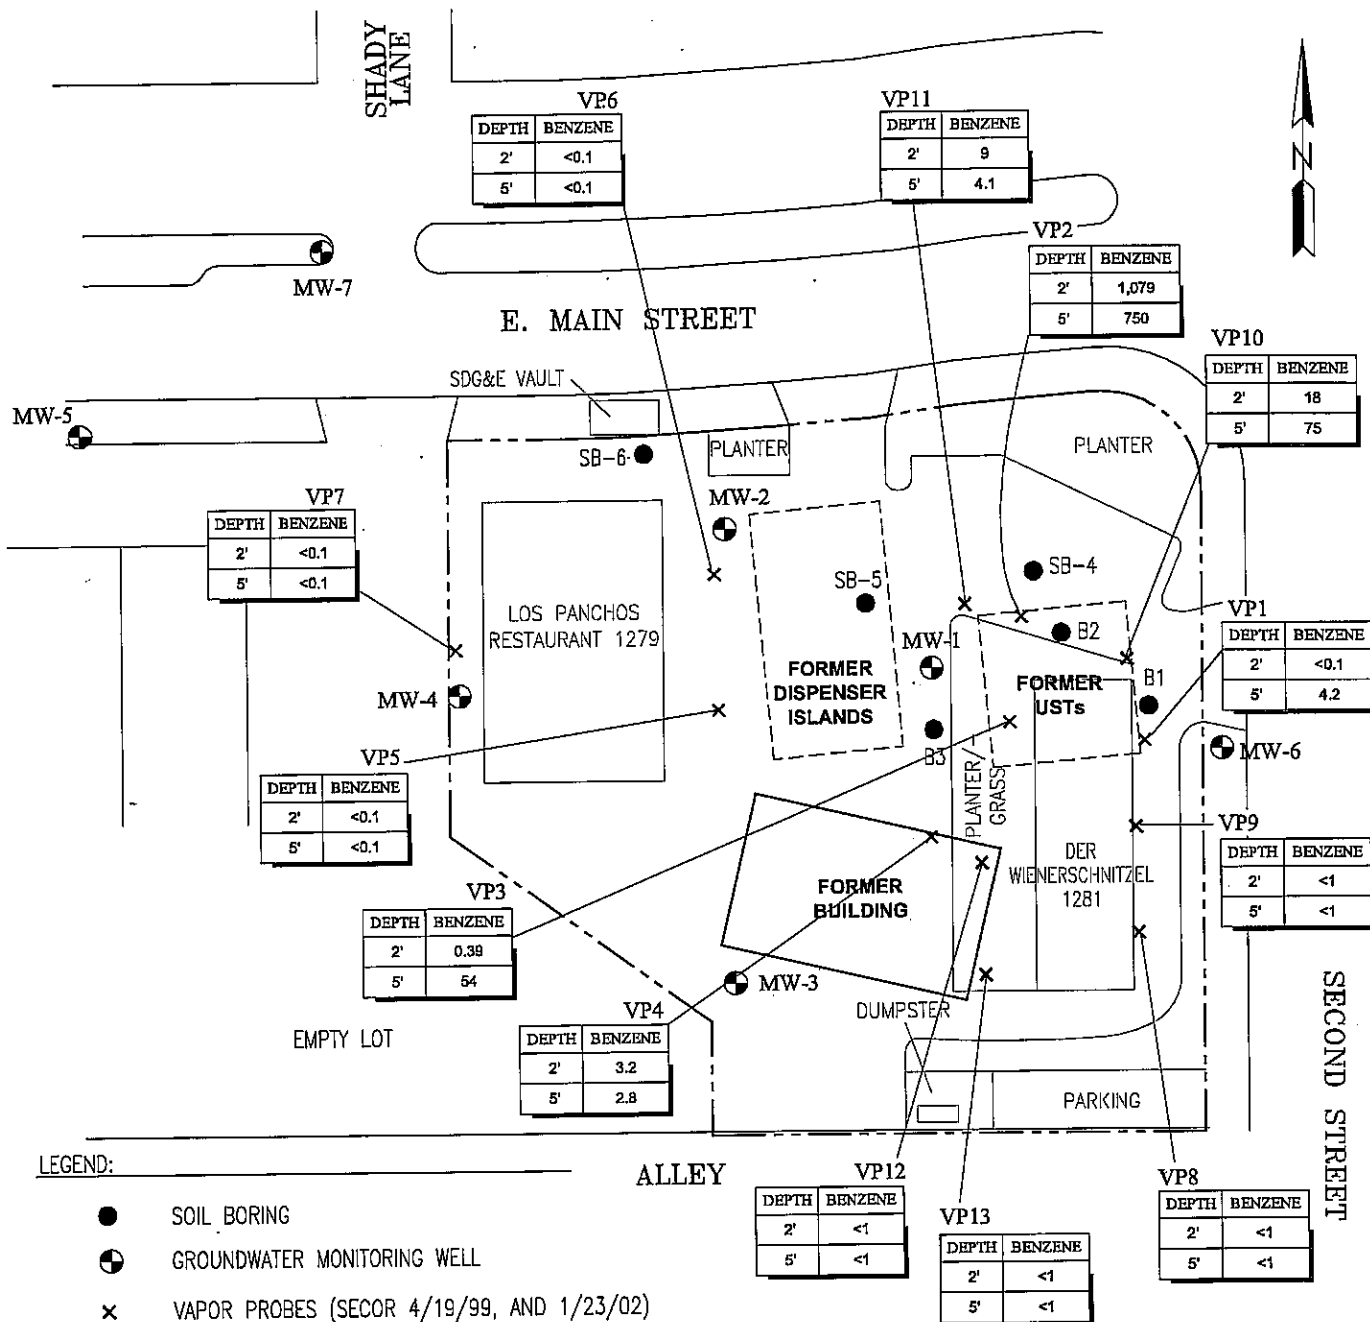 SHADY
LANE
VP6
DEPTH BENZENE
2' <0.1
5' <0.1
VP11
DEPTH BENZENE
2' 9
5' 4.1
N
VP2
DEPTH BENZENE
2' 1,079
5' 750
MW-7
E. MAIN STREET
VP10
DEPTH BENZENE
2' 18
5' 75
SDG&E VAULT
MW-5
SB-6
PLANTER
PLANTER
VP7
DEPTH BENZENE
2' <0.1
5' <0.1
MW-2
SB-5
SB-4
LOS PANCHOS
RESTAURANT 1279
B2
VP1
DEPTH BENZENE
2' <0.1
5' 4.2
MW-1
FORMER
DISPENSER
ISLANDS
FORMER
USTs
B1
MW-4
B3
MW-6
VP5
DEPTH BENZENE
2' <0.1
5' <0.1
PLANTER/
GRASS
VP9
DEPTH BENZENE
2' <1
5' <1
DER
WIENERSCHNITZEL
1281
FORMER
BUILDING
VP3
DEPTH BENZENE
2' 0.39
5' 54
MW-3
VP4
DEPTH BENZENE
2' 3.2
5' 2.8
EMPTY LOT
DUMPSTER
SECOND STREET
PARKING
ALLEY
VP12
DEPTH BENZENE
2' <1
5' <1
VP13
DEPTH BENZENE
2' <1
5' <1
VP8
DEPTH BENZENE
2' <1
5' <1
LEGEND:
SOIL BORING
GROUNDWATER MONITORING WELL
VAPOR PROBES (SECOR 4/19/99, AND 1/23/02)